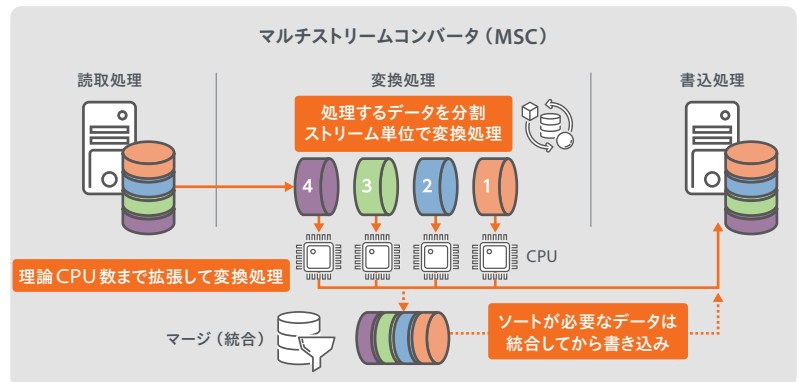 マルチストリームコンバータ（MSC）
読取処理
変換処理
書込処理
処理するデータを分割
ストリーム単位で変換処理
4
3
2
1
CPU
理論CPU数まで拡張して変換処理
マージ（統合）
ソートが必要なデータは
統合してから書き込み